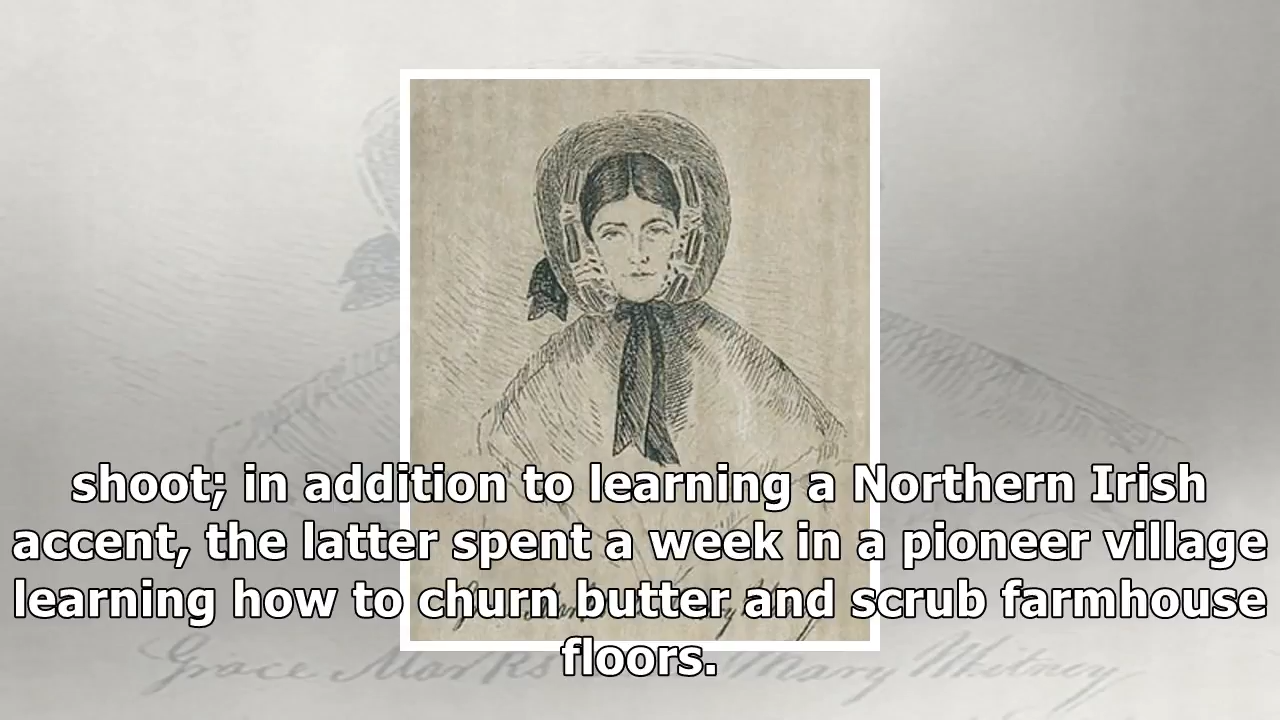 shoot; in addition to learning a Northern Irish
accent, the latter spent a week in a pioneer village
learning how to churn butter and scrub farmhouse
floors.
Grace Marks Mary Whitney